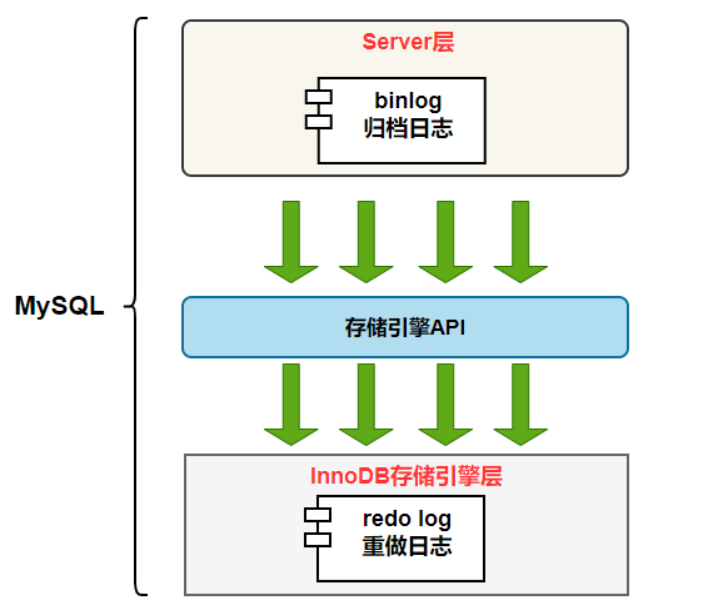 Server层
binlog
归档日志
MySQL
存储引擎API
InnoDB存储引擎层
redo log
重做日志